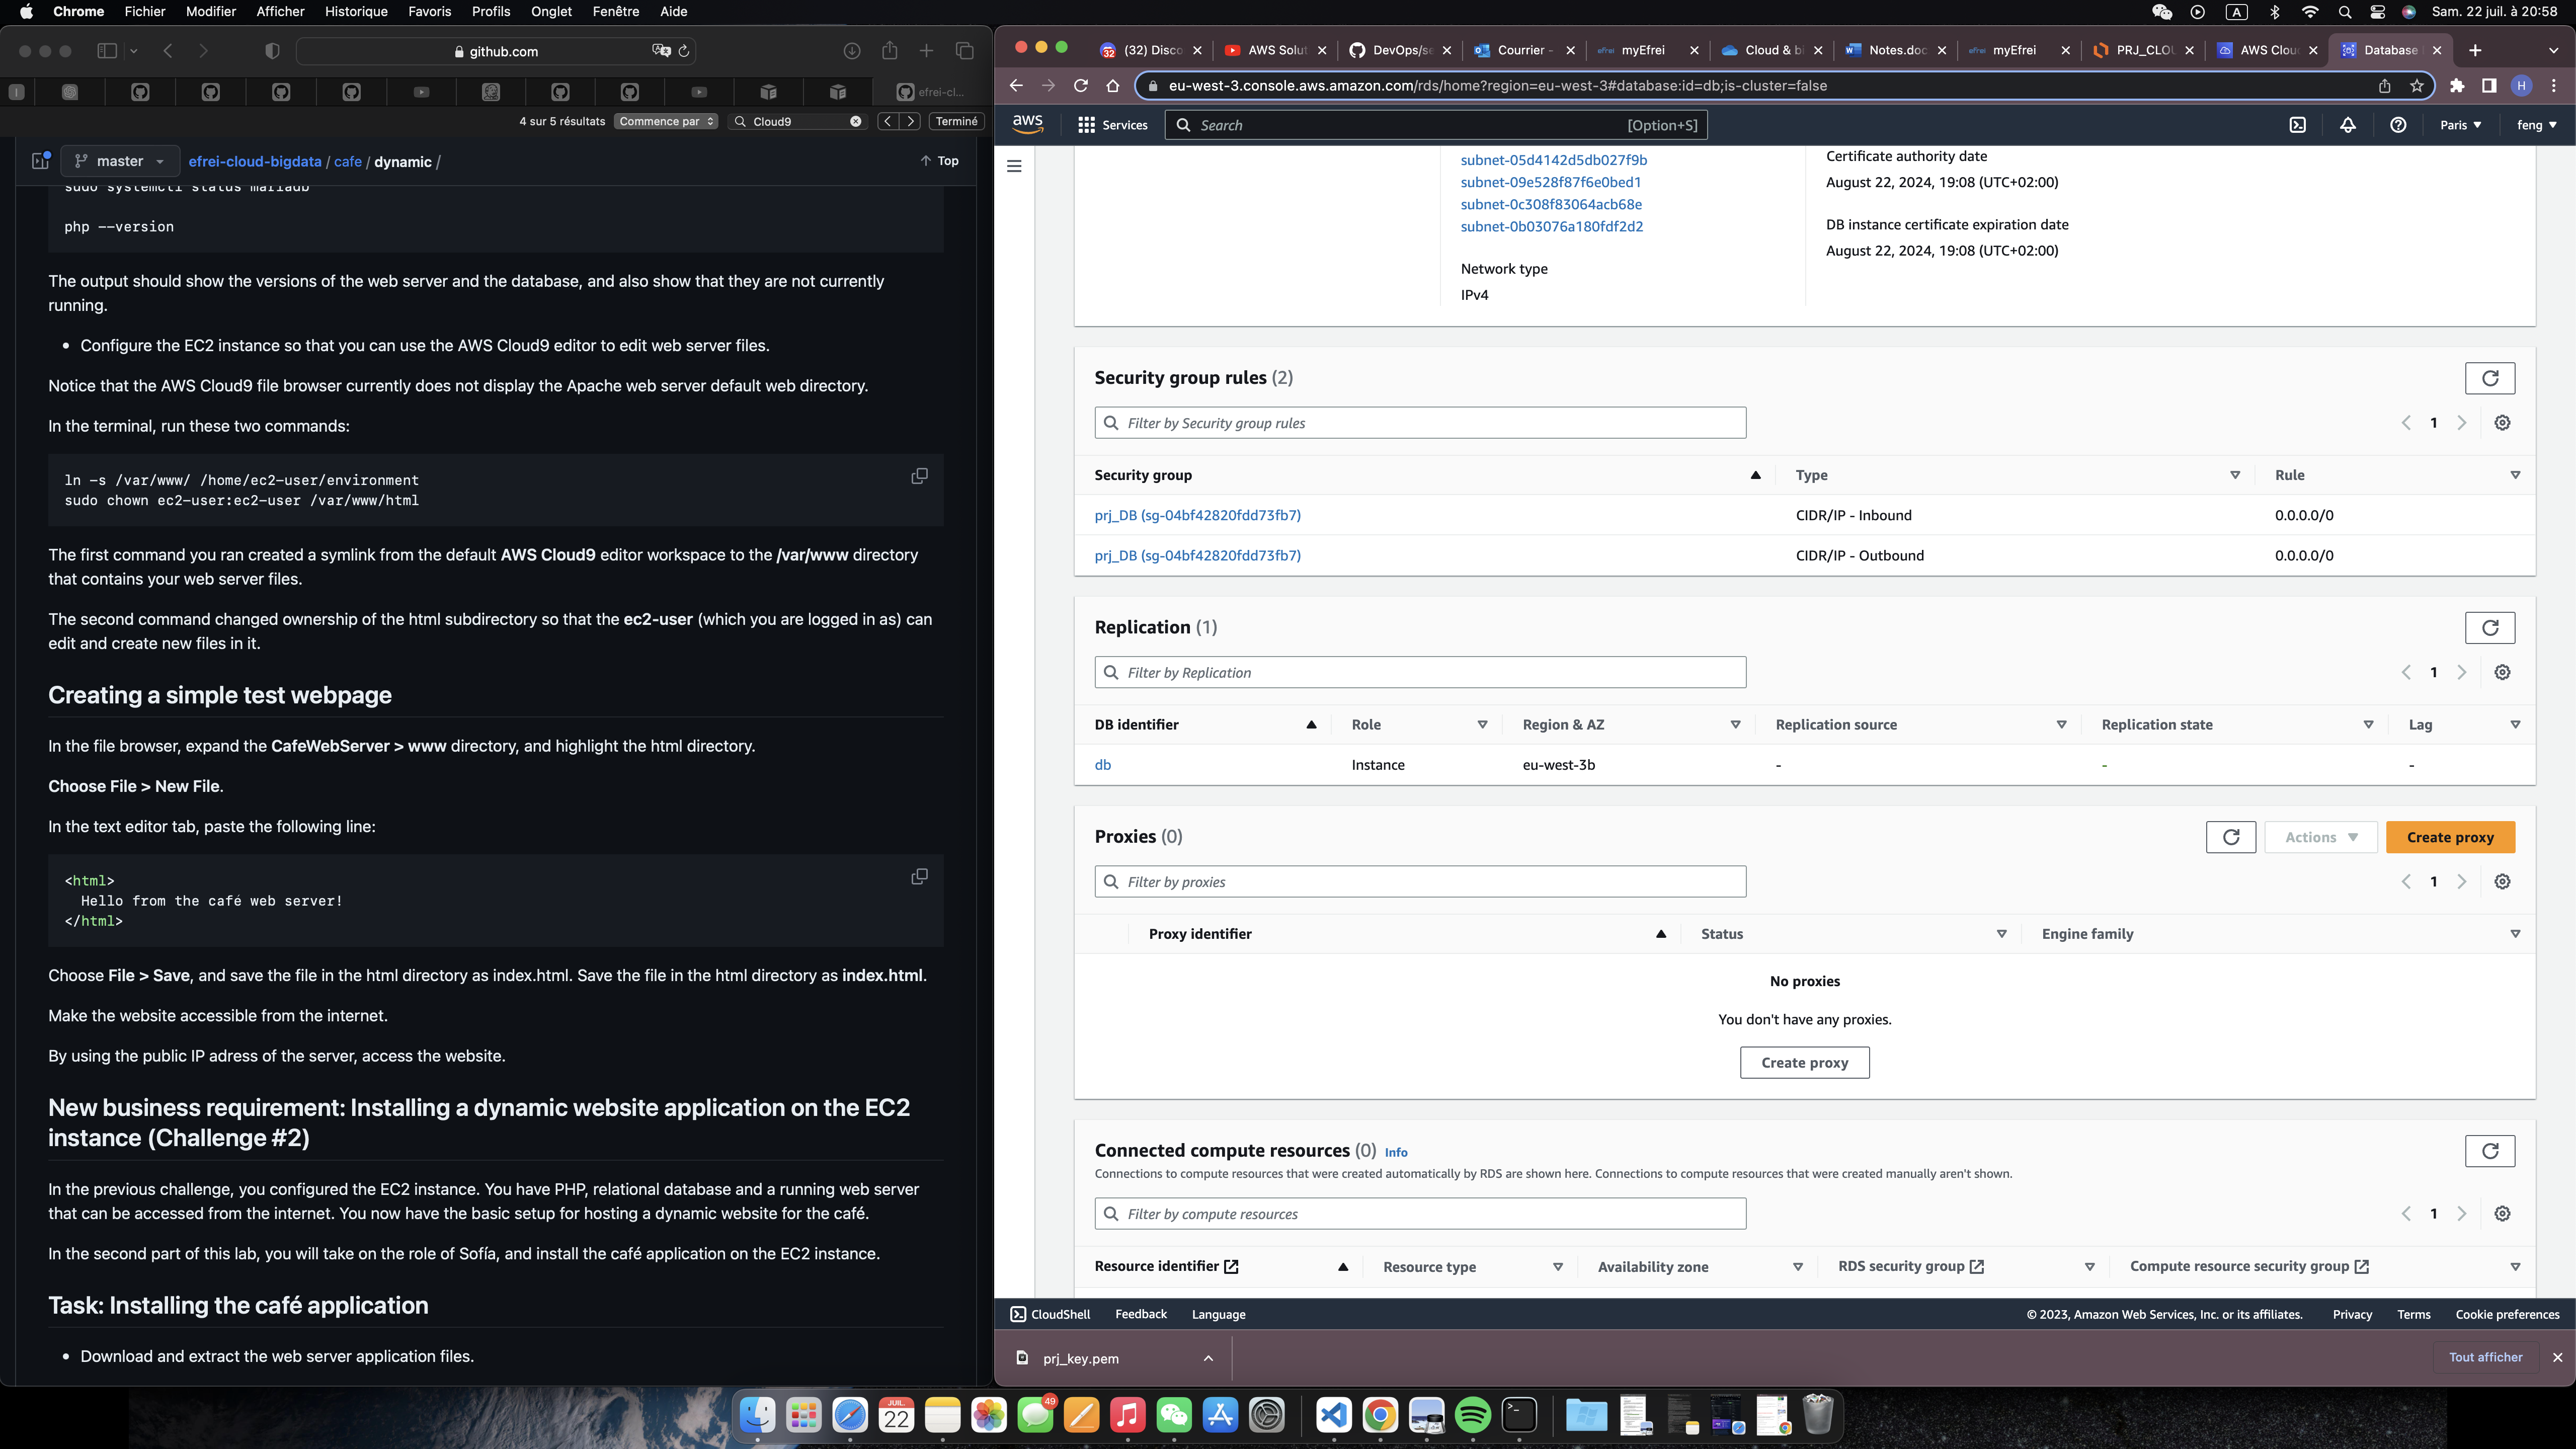 Chrome Fichier Modifier Afficher Historique Favoris Profils Onglet Fenêtre Aide
A Sam. 22 juil. à 20:58
github.com
efrei-cl...
4 sur 5 résultats Commence par Cloud9 Terminé
master efrei-cloud-bigdata / cafe / dynamic / Top
sudo systemctl status mariadb
php --version
The output should show the versions of the web server and the database, and also show that they are not currently
running.
• Configure the EC2 instance so that you can use the AWS Cloud9 editor to edit web server files.
Notice that the AWS Cloud9 file browser currently does not display the Apache web server default web directory.
In the terminal, run these two commands:
ln -s /var/www/ /home/ec2-user/environment
sudo chown ec2-user:ec2-user /var/www/html
The first command you ran created a symlink from the default AWS Cloud9 editor workspace to the /var/www directory
that contains your web server files.
The second command changed ownership of the html subdirectory so that the ec2-user (which you are logged in as) can
edit and create new files in it.
Creating a simple test webpage
In the file browser, expand the CafeWebServer > www directory, and highlight the html directory.
Choose File > New File.
In the text editor tab, paste the following line:
<html>
Hello from the café web server!
</html>
Choose File > Save, and save the file in the html directory as index.html. Save the file in the html directory as index.html.
Make the website accessible from the internet.
By using the public IP adress of the server, access the website.
New business requirement: Installing a dynamic website application on the EC2
instance (Challenge #2)
In the previous challenge, you configured the EC2 instance. You have PHP, relational database and a running web server
that can be accessed from the internet. You now have the basic setup for hosting a dynamic website for the café.
In the second part of this lab, you will take on the role of Sofía, and install the café application on the EC2 instance.
Task: Installing the café application
• Download and extract the web server application files.
32 (32) Disco AWS Solut DevOps/se Courrier - efrei myEfrei Cloud & bi Notes.doc efrei myEfrei PRJ_CLOU AWS Clou Database
eu-west-3.console.aws.amazon.com/rds/home?region=eu-west-3#database:id=db;is-cluster=false H
aws Services Search [Option+S] Paris feng
subnet-05d4142d5db027f9b
subnet-09e528f87f6e0bed1
subnet-0c308f83064acb68e
subnet-0b03076a180fdf2d2
Network type
IPv4
Certificate authority date
August 22, 2024, 19:08 (UTC+02:00)
DB instance certificate expiration date
August 22, 2024, 19:08 (UTC+02:00)
Security group rules (2)
Filter by Security group rules
1
Security group Type Rule
prj_DB (sg-04bf42820fdd73fb7) CIDR/IP - Inbound 0.0.0.0/0
prj_DB (sg-04bf42820fdd73fb7) CIDR/IP - Outbound 0.0.0.0/0
Replication (1)
Filter by Replication
1
DB identifier Role Region & AZ Replication source Replication state Lag
db Instance eu-west-3b - - -
Proxies (0) Actions Create proxy
Filter by proxies
1
Proxy identifier Status Engine family
No proxies
You don't have any proxies.
Create proxy
Connected compute resources (0) Info
Connections to compute resources that were created automatically by RDS are shown here. Connections to compute resources that were created manually aren't shown.
Filter by compute resources
1
Resource identifier Resource type Availability zone RDS security group Compute resource security group
CloudShell Feedback Language © 2023, Amazon Web Services, Inc. or its affiliates. Privacy Terms Cookie preferences
prj_key.pem Tout afficher
JUIL. 22
49